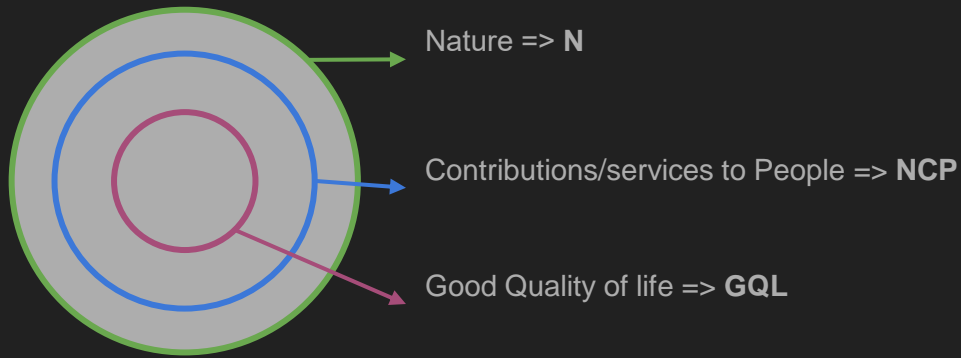 Nature => N
Contributions/services to People => NCP
Good Quality of life => GQL